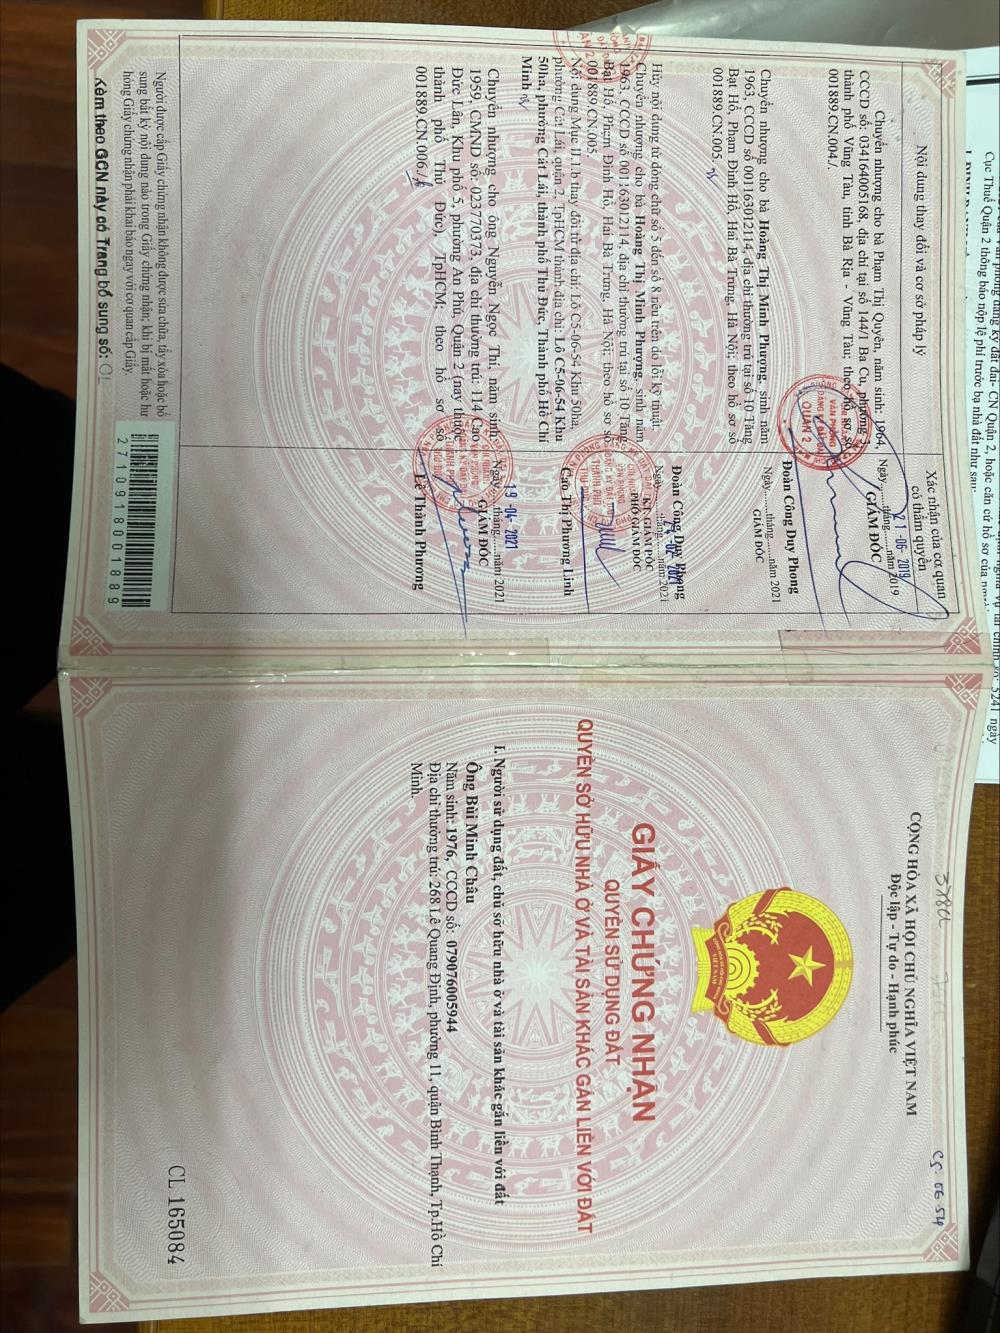 CỘNG HÒA XÃ HỘI CHỦ NGHĨA VIỆT NAM
Độc lập - Tự do - Hạnh phúc
C5-06-54
GIẤY CHỨNG NHẬN
QUYỀN SỬ DỤNG ĐẤT
QUYỀN SỞ HỮU NHÀ Ở VÀ TÀI SẢN KHÁC GẮN LIỀN VỚI ĐẤT
I. Người sử dụng đất, chủ sở hữu nhà ở và tài sản khác gắn liền với đất
Ông Bùi Minh Châu
Năm sinh: 1976, CCCD số: 079076005944
Địa chỉ thường trú: 268 Lê Quang Định, phường 11, quận Bình Thạnh, Tp.Hồ Chí
Minh.
CL 165084
Nội dung thay đổi và cơ sở pháp lý
Xác nhận của cơ quan
có thẩm quyền
Chuyển nhượng cho bà Phạm Thị Quyên, năm sinh: 1964,
CCCD số: 034164005168, địa chỉ tại số 144/1 Ba Cu, phường 3,
thành phố Vũng Tàu, tỉnh Bà Rịa - Vũng Tàu; theo hồ sơ số
001889.CN.004./.
Ngày 21-06-2019 tháng năm 2019
GIÁM ĐỐC
Đoàn Công Duy Phong
Chuyển nhượng cho bà Hoàng Thị Minh Phượng, sinh năm
1963, CCCD số 001163012114, địa chỉ thường trú tại số 10 Tăng
Bạt Hổ, Phạm Đình Hổ, Hai Bà Trưng, Hà Nội; theo hồ sơ số
001889.CN.005./
Ngày........tháng........năm 2021
GIÁM ĐỐC
Đoàn Công Duy Phong
Hủy nội dung từ dòng chữ số 5 đến số 8 nêu trên do lỗi kỹ thuật.
Chuyển nhượng cho bà Hoàng Thị Minh Phượng, sinh năm
1963, CCCD số 001163012114, địa chỉ thường trú tại số 10 Tăng
Bạt Hổ, Phạm Đình Hổ, Hai Bà Trưng, Hà Nội; theo hồ sơ số
001889.CN.005.
Nội dung Mục II.1.b thay đổi từ địa chỉ: Lô C5-06-54 Khu 50ha,
phường Cát Lái, quận 2, TpHCM thành địa chỉ: Lô C5-06-54 Khu
50ha, phường Cát Lái, thành phố Thủ Đức, Thành phố Hồ Chí
Minh
KT. GIÁM ĐỐC
PHÓ GIÁM ĐỐC
Cao Thị Phương Linh
Chuyển nhượng cho ông Nguyễn Ngọc Thi, năm sinh:
1959, CMND số: 023770373, địa chỉ thường trú: 114 Cao
Đức Lân, Khu phố 5, phường An Phú, Quận 2 (nay thuộc
thành phố Thủ Đức), TpHCM; theo hồ sơ số
001889.CN.006./.
Ngày 19-04-2021 tháng năm 2021
GIÁM ĐỐC
Lê Thành Phương
Người được cấp Giấy chứng nhận không được sửa chữa, tẩy xóa hoặc bổ
sung bất kỳ nội dung nào trong Giấy chứng nhận; khi bị mất hoặc hư
hỏng Giấy chứng nhận phải khai báo ngay với cơ quan cấp Giấy.
Kèm theo GCN này có Trang bổ sung số: 01
2710918001889
Cục Thuế Quận 2 thông báo nộp lệ phí trước bạ nhà đất như sau: